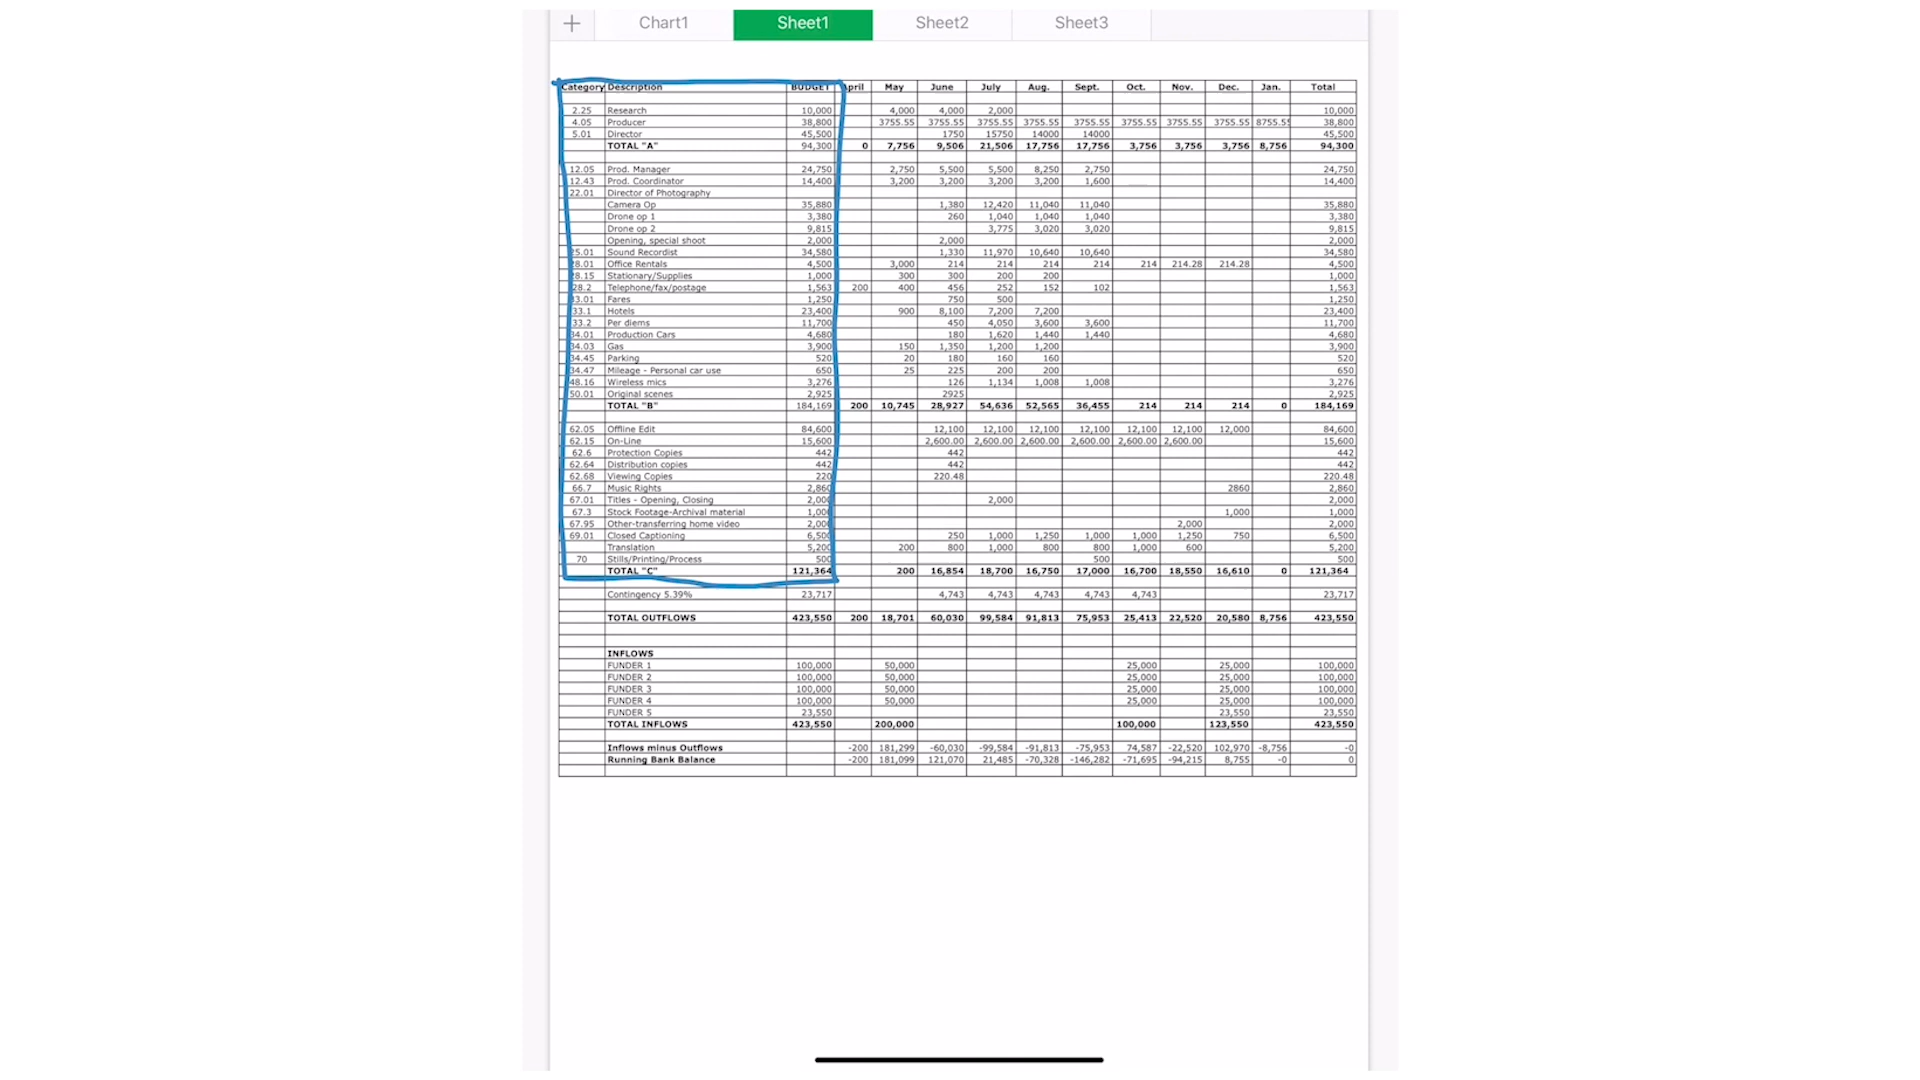 Chart1 Sheet1 Sheet2 Sheet3
Category Description BUDGET April May June July Aug. Sept. Oct. Nov. Dec. Jan. Total
2.25 Research 10,000 4,000 4,000 2,000 10,000
4.05 Producer 38,800 3755.55 3755.55 3755.55 3755.55 3755.55 3755.55 3755.55 3755.55 8755.55 38,800
5.01 Director 45,500 1750 15750 14000 14000 45,500
TOTAL "A" 94,300 0 7,756 9,506 21,506 17,756 17,756 3,756 3,756 3,756 8,756 94,300
12.05 Prod. Manager 24,750 2,750 5,500 5,500 8,250 2,750 24,750
12.43 Prod. Coordinator 14,400 3,200 3,200 3,200 3,200 1,600 14,400
22.01 Director of Photography
Camera Op 35,880 1,380 12,420 11,040 11,040 35,880
Drone op 1 3,380 260 1,040 1,040 1,040 3,380
Drone op 2 9,815 3,775 3,020 3,020 9,815
Opening, special shoot 2,000 2,000 2,000
25.01 Sound Recordist 34,580 1,330 11,970 10,640 10,640 34,580
28.01 Office Rentals 4,500 3,000 214 214 214 214 214 214.28 214.28 4,500
28.15 Stationary/Supplies 1,000 300 300 200 200 1,000
28.2 Telephone/fax/postage 1,563 200 400 456 252 152 102 1,563
33.01 Fares 1,250 750 500 1,250
33.1 Hotels 23,400 900 8,100 7,200 7,200 23,400
33.2 Per diems 11,700 450 4,050 3,600 3,600 11,700
34.01 Production Cars 4,680 180 1,620 1,440 1,440 4,680
34.03 Gas 3,900 150 1,350 1,200 1,200 3,900
34.45 Parking 520 20 180 160 160 520
34.47 Mileage - Personal car use 650 25 225 200 200 650
48.16 Wireless mics 3,276 126 1,134 1,008 1,008 3,276
50.01 Original scenes 2,925 2925 2,925
TOTAL "B" 184,169 200 10,745 28,927 54,636 52,565 36,455 214 214 214 0 184,169
62.05 Offline Edit 84,600 12,100 12,100 12,100 12,100 12,100 12,100 12,000 84,600
62.15 On-Line 15,600 2,600.00 2,600.00 2,600.00 2,600.00 2,600.00 2,600.00 15,600
62.6 Protection Copies 442 442 442
62.64 Distribution copies 442 442 442
62.68 Viewing Copies 220 220.48 220.48
66.7 Music Rights 2,860 2860 2,860
67.01 Titles - Opening, Closing 2,000 2,000 2,000
67.3 Stock Footage-Archival material 1,000 1,000 1,000
67.95 Other-transferring home video 2,000 2,000 2,000
69.01 Closed Captioning 6,500 250 1,000 1,250 1,000 1,000 1,250 750 6,500
Translation 5,200 200 800 1,000 800 800 1,000 600 5,200
70 Stills/Printing/Process 500 500 500
TOTAL "C" 121,364 200 16,854 18,700 16,750 17,000 16,700 18,550 16,610 0 121,364
Contingency 5.39% 23,717 4,743 4,743 4,743 4,743 4,743 23,717
TOTAL OUTFLOWS 423,550 200 18,701 60,030 99,584 91,813 75,953 25,413 22,520 20,580 8,756 423,550
INFLOWS
FUNDER 1 100,000 50,000 25,000 25,000 100,000
FUNDER 2 100,000 50,000 25,000 25,000 100,000
FUNDER 3 100,000 50,000 25,000 25,000 100,000
FUNDER 4 100,000 50,000 25,000 25,000 100,000
FUNDER 5 23,550 23,550 23,550
TOTAL INFLOWS 423,550 200,000 100,000 123,550 423,550
Inflows minus Outflows -200 181,299 -60,030 -99,584 -91,813 -75,953 74,587 -22,520 102,970 -8,756 -0
Running Bank Balance -200 181,099 121,070 21,485 -70,328 -146,282 -71,695 -94,215 8,755 -0 0